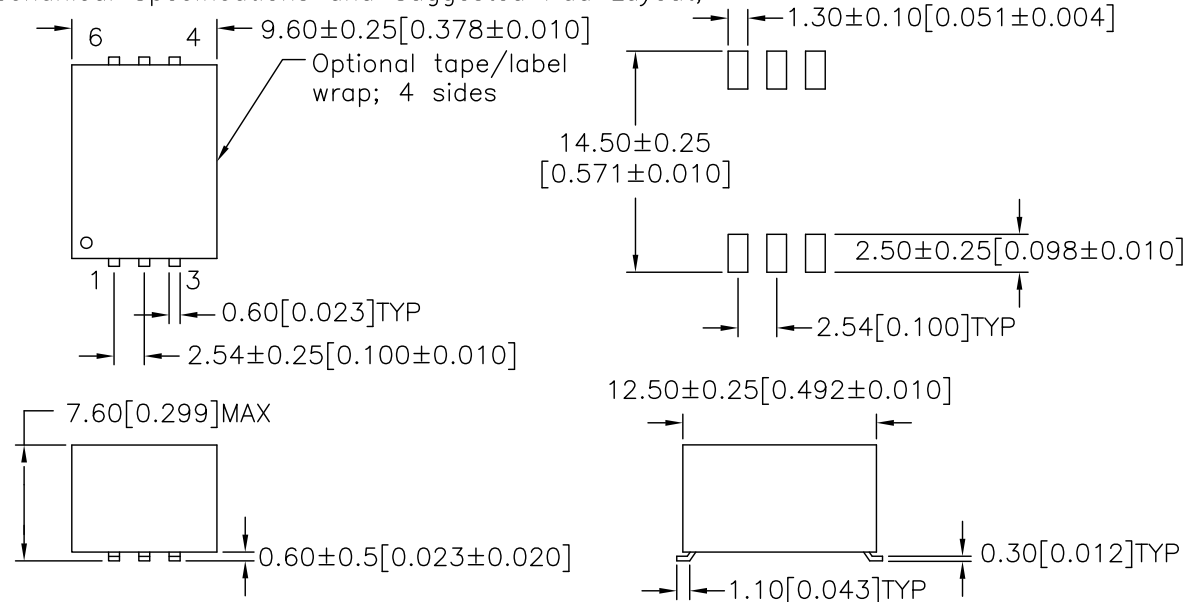 6 4
9.60±0.25[0.378±0.010]
Optional tape/label
wrap; 4 sides
1 3
0.60[0.023]TYP
2.54±0.25[0.100±0.010]
1.30±0.10[0.051±0.004]
14.50±0.25
[0.571±0.010]
2.50±0.25[0.098±0.010]
2.54[0.100]TYP
7.60[0.299]MAX
0.60±0.5[0.023±0.020]
12.50±0.25[0.492±0.010]
0.30[0.012]TYP
1.10[0.043]TYP